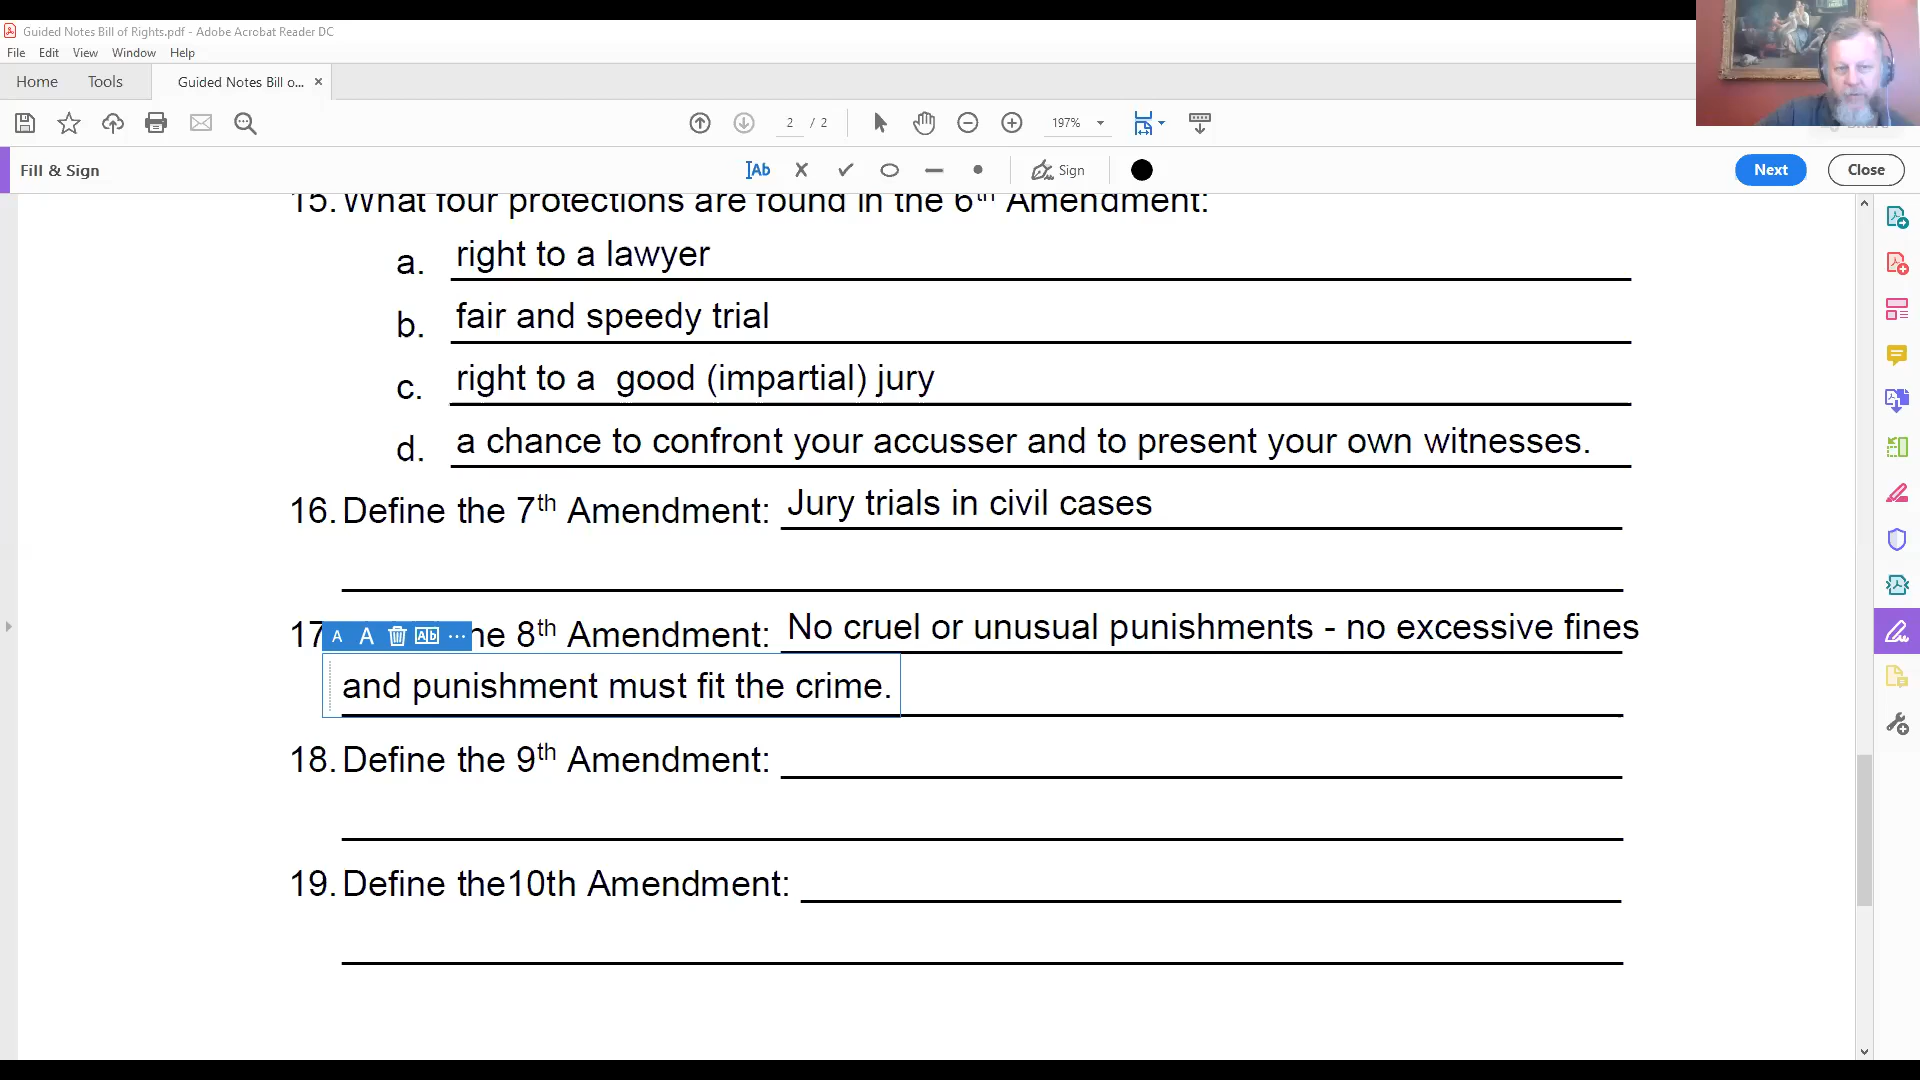 Guided Notes Bill of Rights.pdf - Adobe Acrobat Reader DC
File Edit View Window Help
Home Tools Guided Notes Bill o... ×
2 / 2 197%
Fill & Sign Ab Sign Next Close
15. What four protections are found in the 6th Amendment:
a. right to a lawyer
b. fair and speedy trial
c. right to a  good (impartial) jury
d. a chance to confront your accusser and to present your own witnesses.
16. Define the 7th Amendment: Jury trials in civil cases
17 A A Ab ... he 8th Amendment: No cruel or unusual punishments - no excessive fines
and punishment must fit the crime.
18. Define the 9th Amendment:
19. Define the10th Amendment: